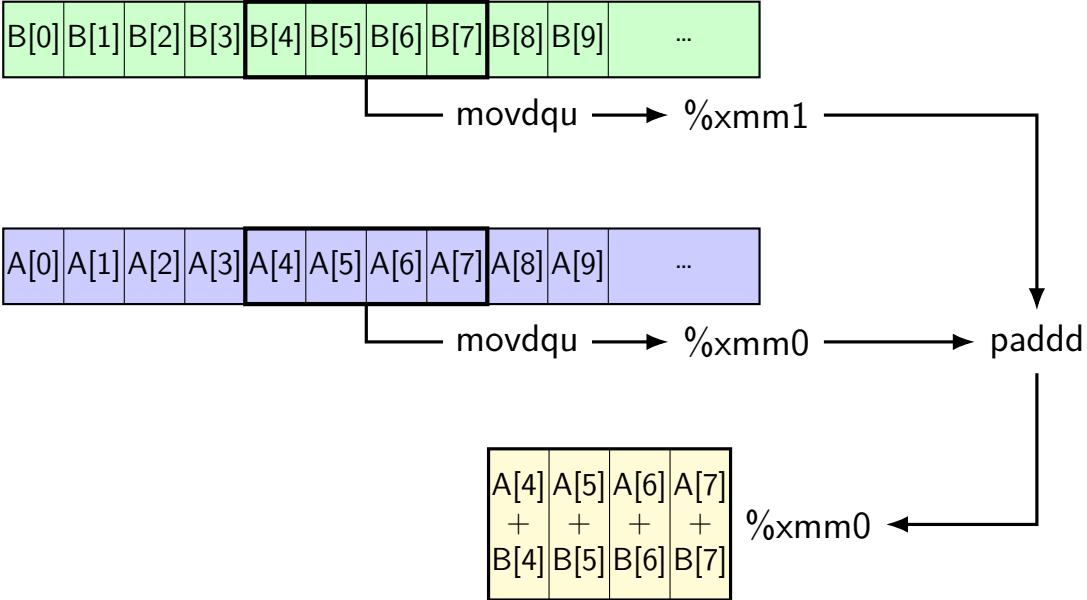 B[0] B[1] B[2] B[3] B[4] B[5] B[6] B[7] B[8] B[9] ...
movdqu %xmm1
A[0] A[1] A[2] A[3] A[4] A[5] A[6] A[7] A[8] A[9] ...
movdqu %xmm0 paddd
A[4] A[5] A[6] A[7]
+ + + + %xmm0
B[4] B[5] B[6] B[7]